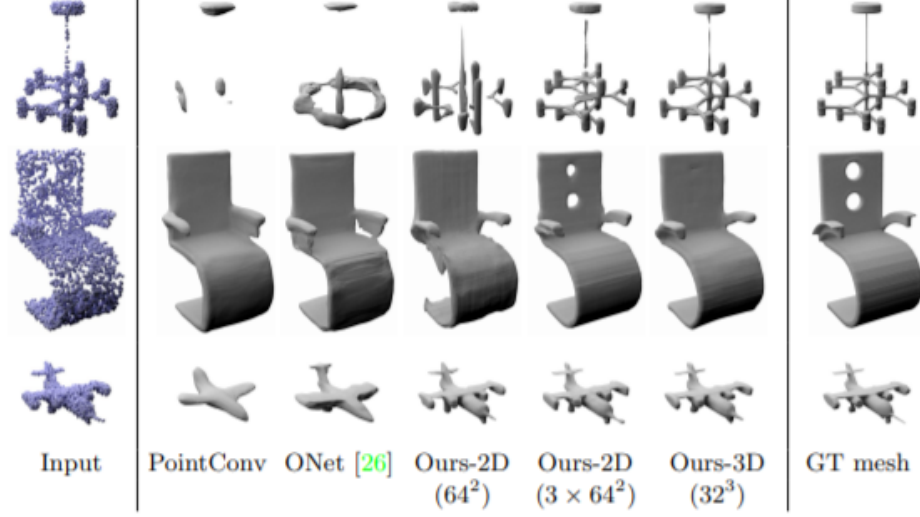 Input PointConv ONet [26] Ours-2D Ours-2D Ours-3D GT mesh
(64²) (3 × 64²) (32³)